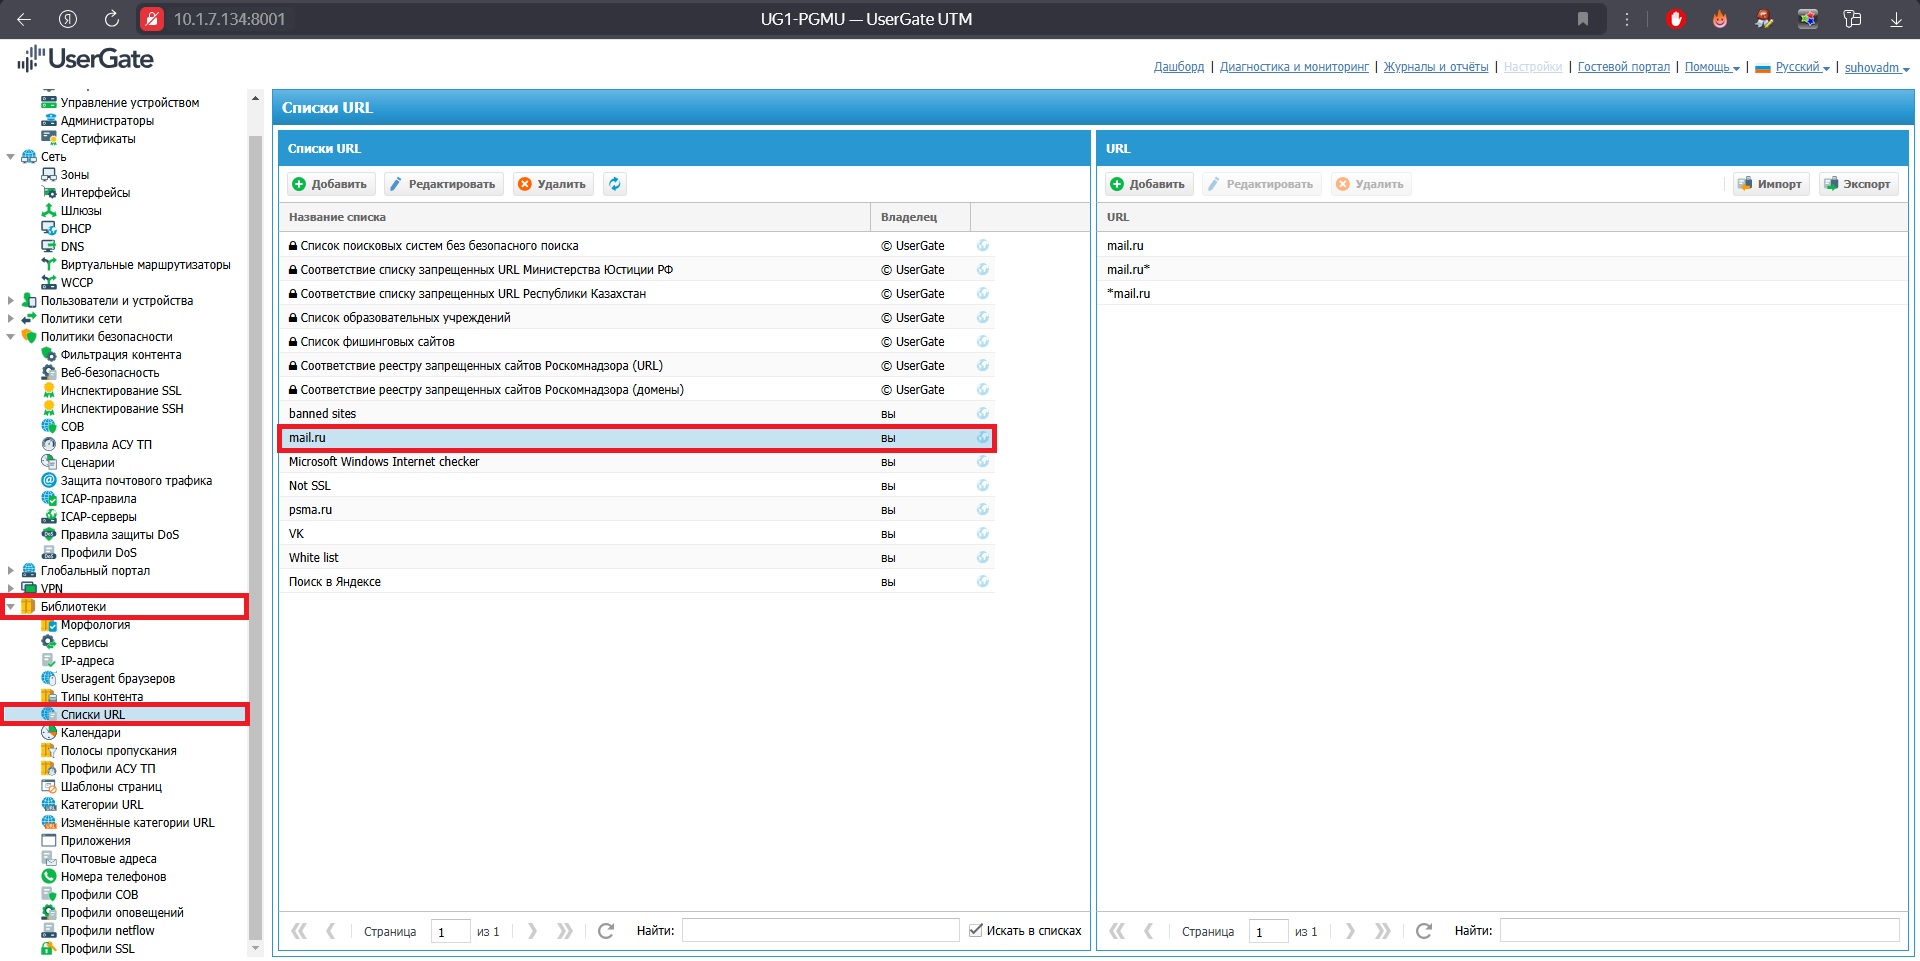 10.1.7.134:8001
UG1-PGMU — UserGate UTM
UserGate
Дашборд | Диагностика и мониторинг | Журналы и отчёты | Настройки | Гостевой портал | Помощь | Русский | suhovadm
Управление устройством
Администраторы
Сертификаты
Сеть
Зоны
Интерфейсы
Шлюзы
DHCP
DNS
Виртуальные маршрутизаторы
WCCP
Пользователи и устройства
Политики сети
Политики безопасности
Фильтрация контента
Веб-безопасность
Инспектирование SSL
Инспектирование SSH
СОВ
Правила АСУ ТП
Сценарии
Защита почтового трафика
ICAP-правила
ICAP-серверы
Правила защиты DoS
Профили DoS
Глобальный портал
VPN
Библиотеки
Морфология
Сервисы
IP-адреса
Useragent браузеров
Типы контента
Списки URL
Календари
Полосы пропускания
Профили АСУ ТП
Шаблоны страниц
Категории URL
Изменённые категории URL
Приложения
Почтовые адреса
Номера телефонов
Профили СОВ
Профили оповещений
Профили netflow
Профили SSL
Списки URL
Списки URL
Добавить Редактировать Удалить
Название списка Владелец
Список поисковых систем без безопасного поиска © UserGate
Соответствие списку запрещенных URL Министерства Юстиции РФ © UserGate
Соответствие списку запрещенных URL Республики Казахстан © UserGate
Список образовательных учреждений © UserGate
Список фишинговых сайтов © UserGate
Соответствие реестру запрещенных сайтов Роскомнадзора (URL) © UserGate
Соответствие реестру запрещенных сайтов Роскомнадзора (домены) © UserGate
banned sites вы
mail.ru вы
Microsoft Windows Internet checker вы
Not SSL вы
psma.ru вы
VK вы
White list вы
Поиск в Яндексе вы
Страница 1 из 1 Найти: Искать в списках
URL
Добавить Редактировать Удалить Импорт Экспорт
URL
mail.ru
mail.ru*
*mail.ru
Страница 1 из 1 Найти: